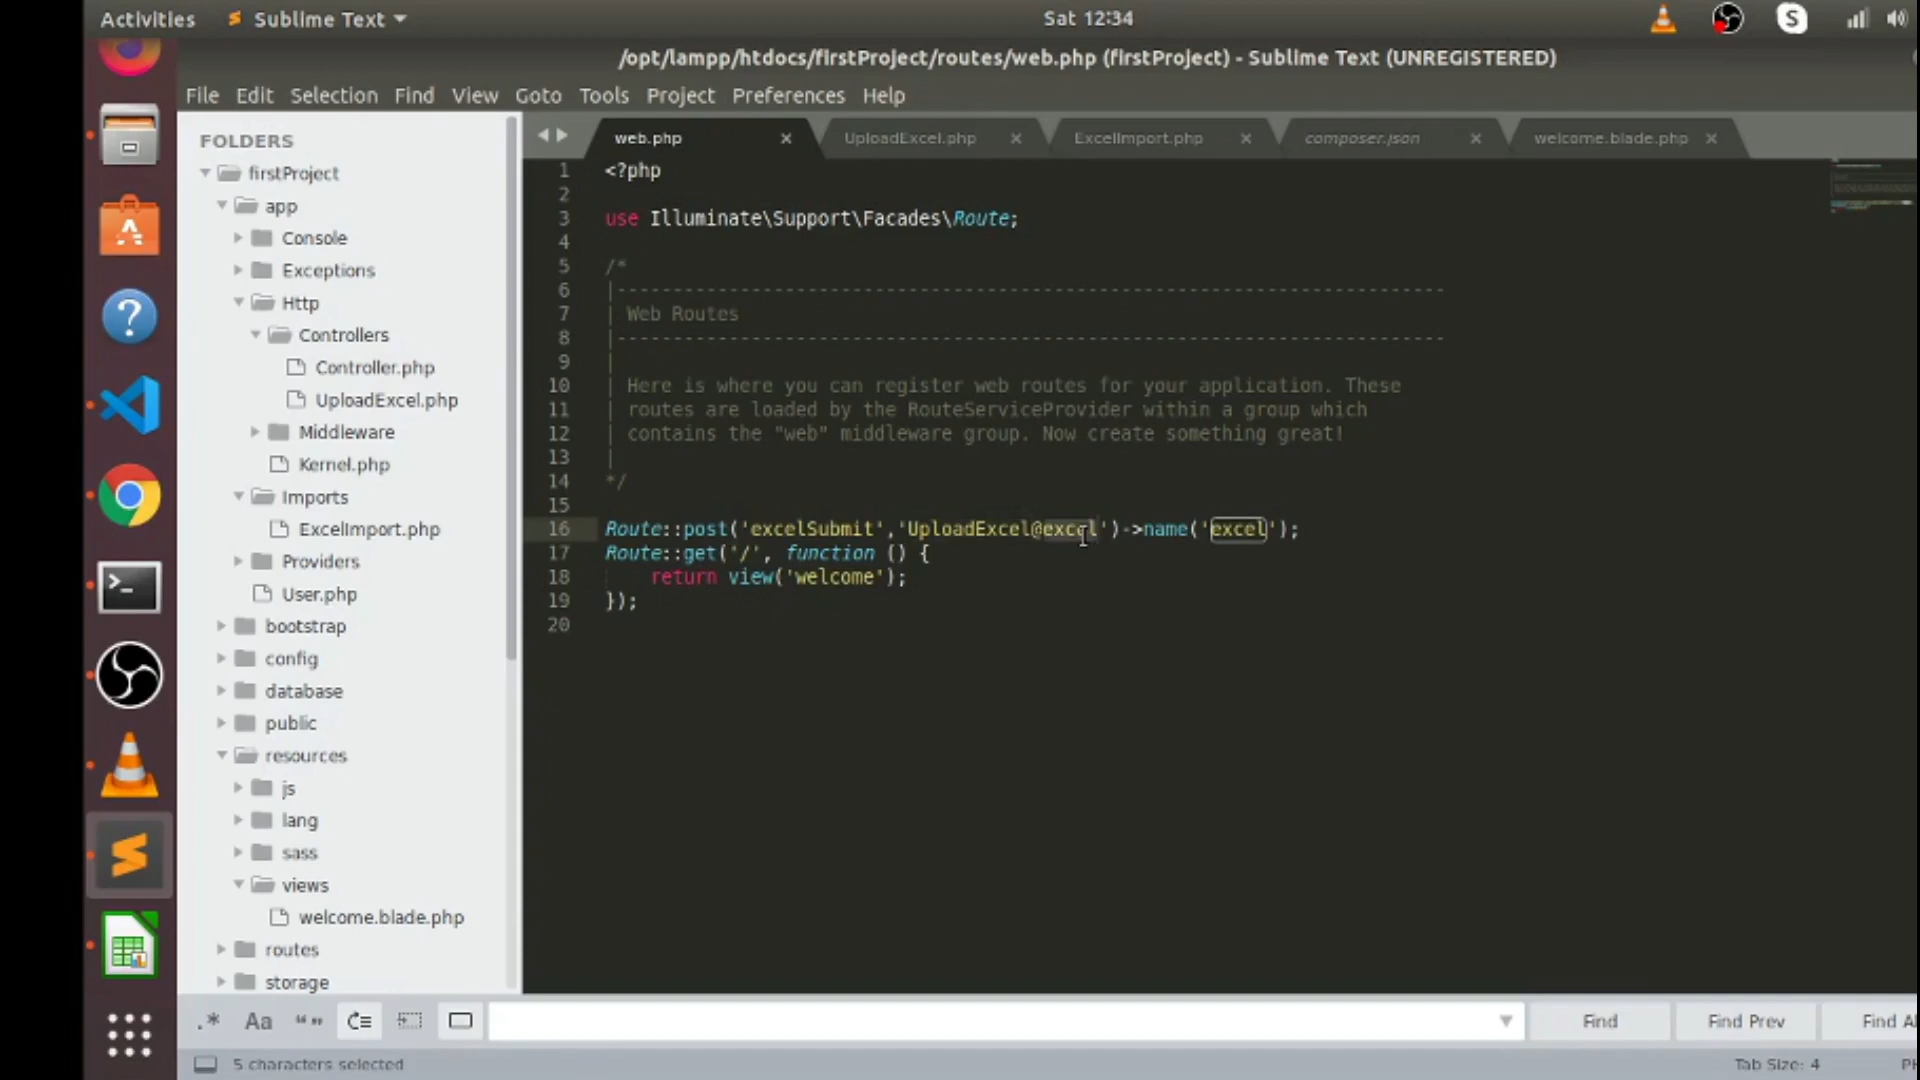 Activities
Sublime Text
Sat 12:34
/opt/lampp/htdocs/firstProject/routes/web.php (firstProject) - Sublime Text (UNREGISTERED)
File Edit Selection Find View Goto Tools Project Preferences Help
FOLDERS
firstProject
app
Console
Exceptions
Http
Controllers
Controller.php
UploadExcel.php
Middleware
Kernel.php
Imports
ExcelImport.php
Providers
User.php
bootstrap
config
database
public
resources
js
lang
sass
views
welcome.blade.php
routes
storage
web.php
UploadExcel.php
ExcelImport.php
composer.json
welcome.blade.php
1 <?php
2
3 use Illuminate\Support\Facades\Route;
4
5 /*
6 |--------------------------------------------------------------------------
7 | Web Routes
8 |--------------------------------------------------------------------------
9 |
10 | Here is where you can register web routes for your application. These
11 | routes are loaded by the RouteServiceProvider within a group which
12 | contains the "web" middleware group. Now create something great!
13 |
14 */
15
16 Route::post('excelSubmit','UploadExcel@excel')->name('excel');
17 Route::get('/', function () {
18 return view('welcome');
19 });
20
.* Aa “”
Find
Find Prev
Find Al
5 characters selected
Tab Size: 4